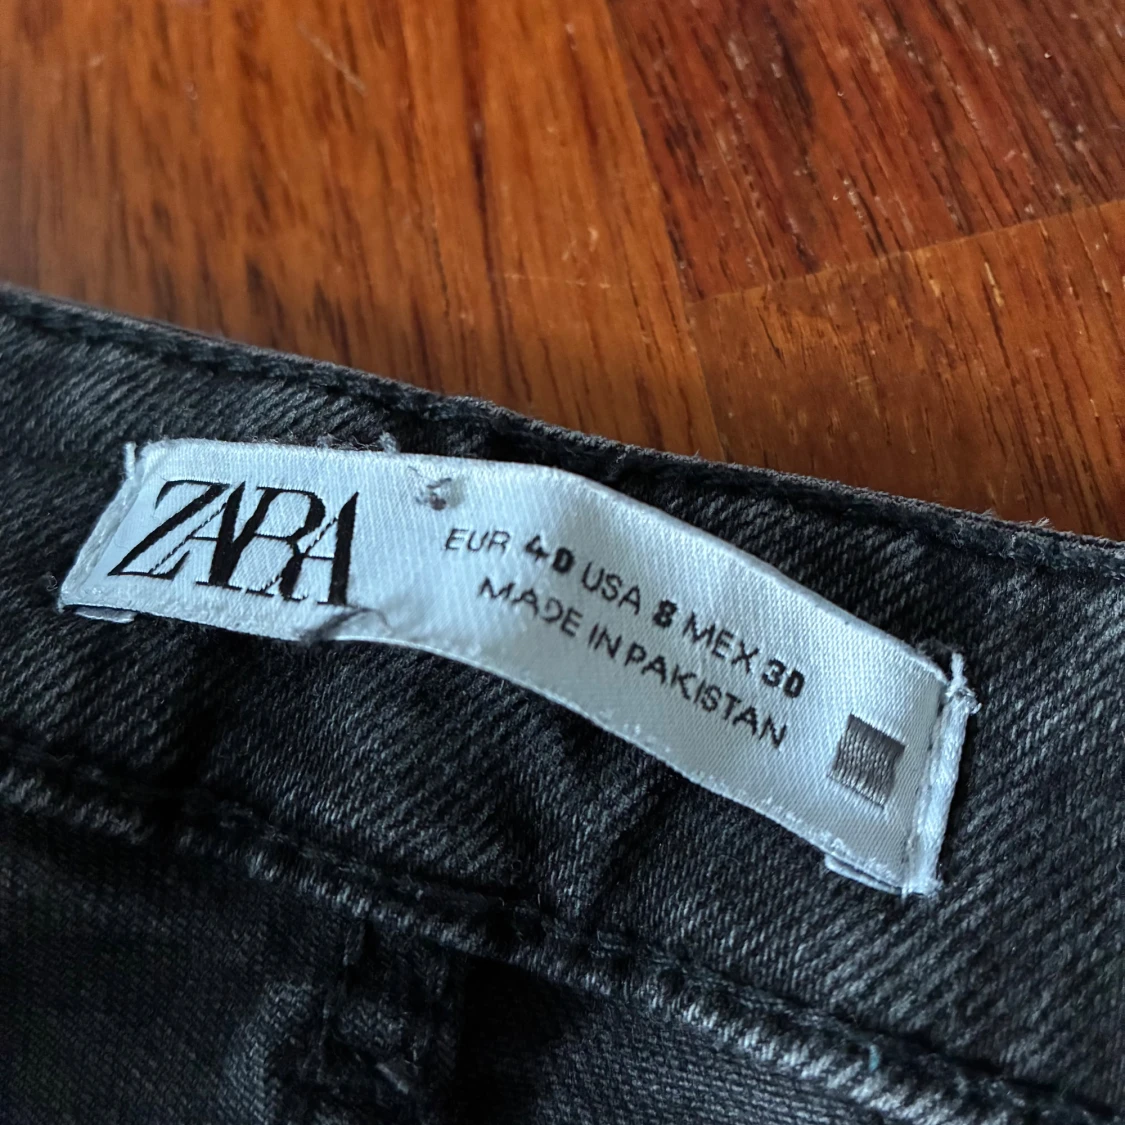 ZARA
EUR 40 USA 8 MEX 30
MADE IN PAKISTAN